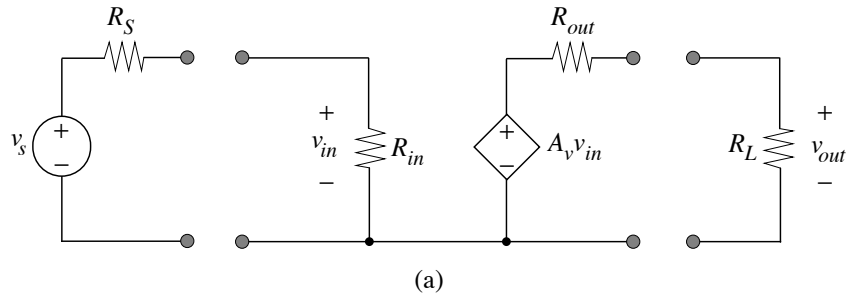 R_S
R_out
+
v_s
−
+
v_in
−
R_in
+
−
A_v v_in
R_L
+
v_out
−
(a)